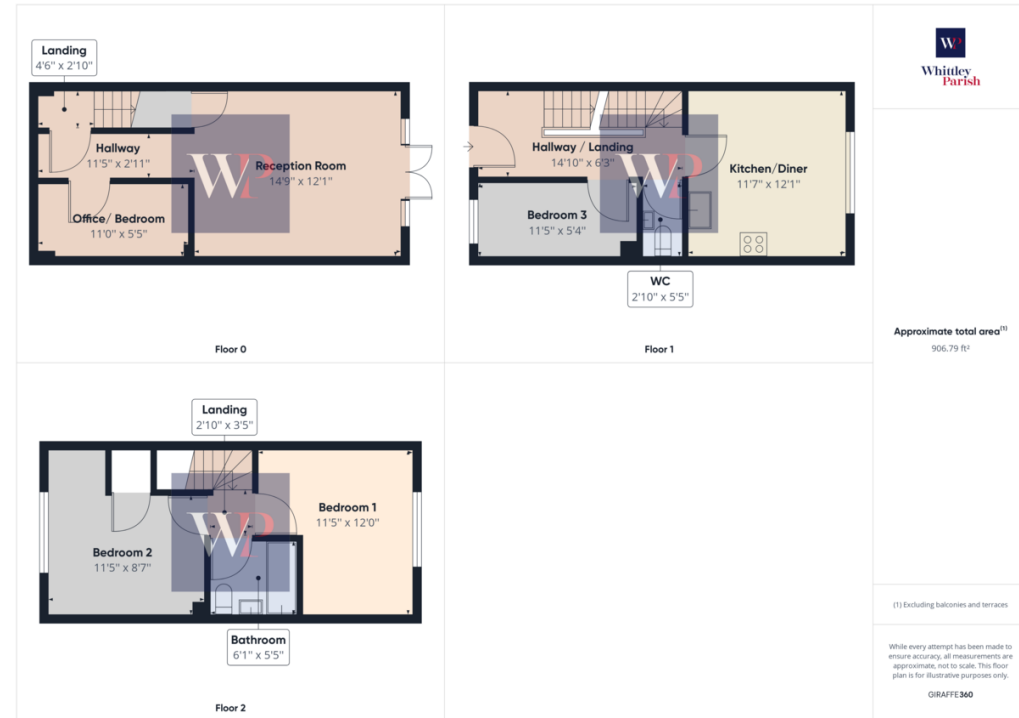 Landing
4'6" x 2'10"
Hallway
11'5" x 2'11"
Reception Room
14'9" x 12'1"
Office/ Bedroom
11'0" x 5'5"
WP
Floor 0
Hallway / Landing
14'10" x 6'3"
Kitchen/Diner
11'7" x 12'1"
Bedroom 3
11'5" x 5'4"
WP
WC
2'10" x 5'5"
Floor 1
Landing
2'10" x 3'5"
Bedroom 1
11'5" x 12'0"
Bedroom 2
11'5" x 8'7"
WP
Bathroom
6'1" x 5'5"
Floor 2
WP
Whittley
Parish
Approximate total area(1)
906.79 ft²
(1) Excluding balconies and terraces
While every attempt has been made to
ensure accuracy, all measurements are
approximate, not to scale. This floor
plan is for illustrative purposes only.
GIRAFFE360